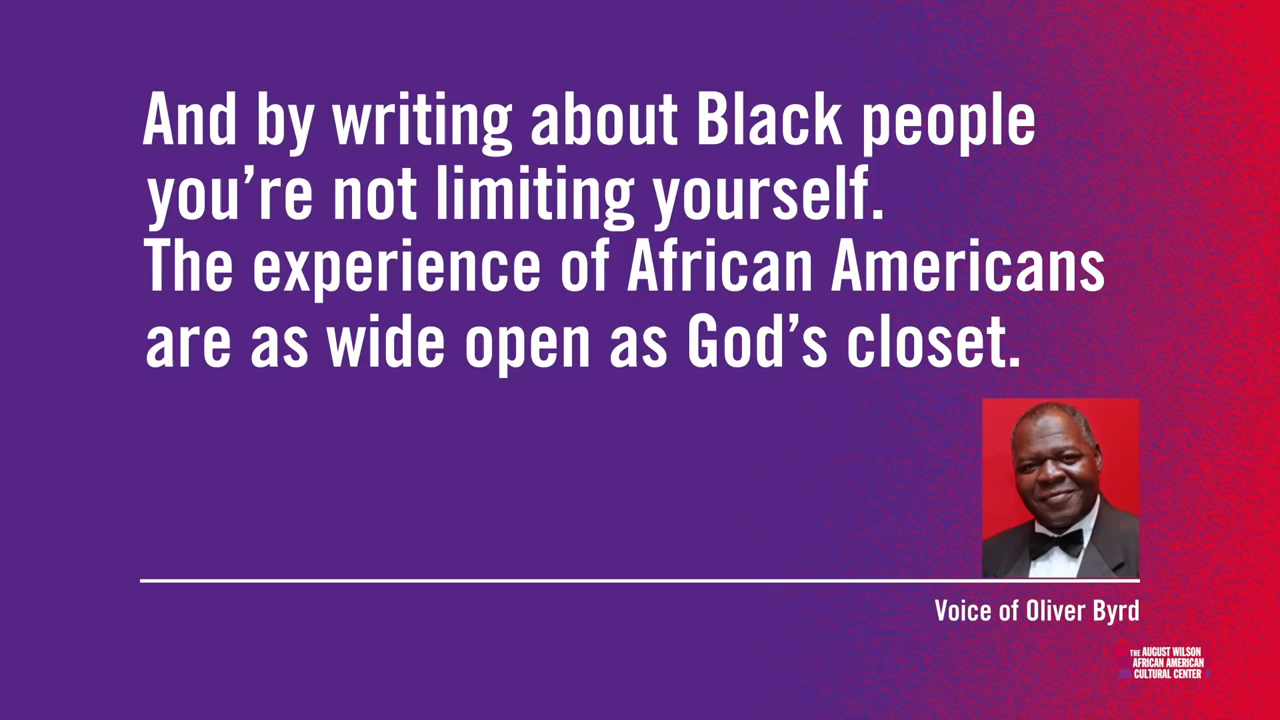 And by writing about Black people
you’re not limiting yourself.
The experience of African Americans
are as wide open as God’s closet.
Voice of Oliver Byrd
THE AUGUST WILSON
AFRICAN AMERICAN
CULTURAL CENTER